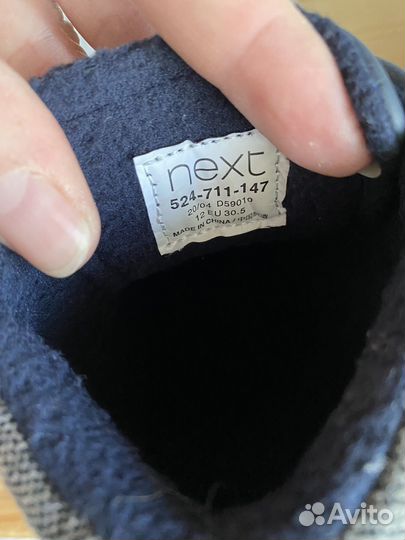 next
524-711-147
20/04 D59019
12 EU 30.5
MADE IN CHINA /
Avito